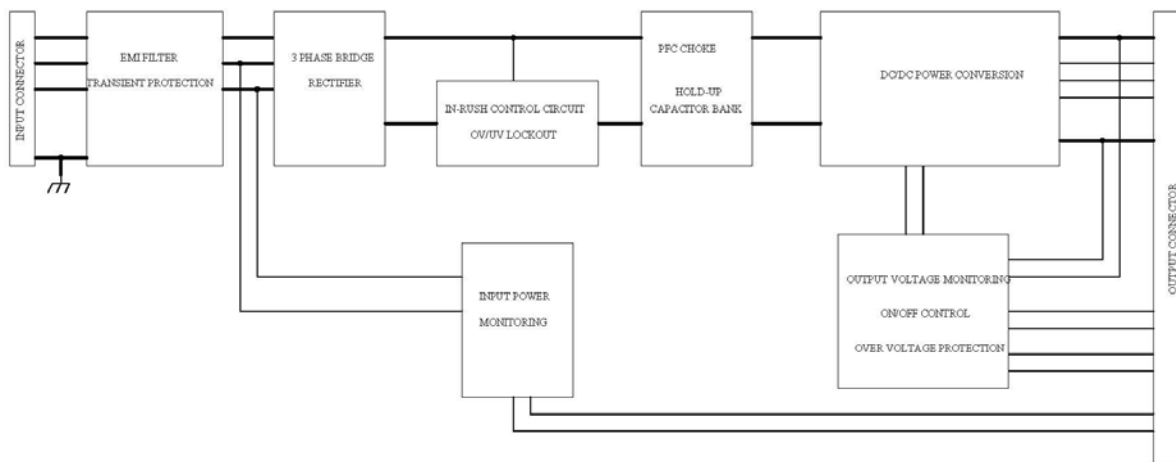 INPUT CONNECTOR
EMI FILTER
TRANSIENT PROTECTION
3 PHASE BRIDGE
RECTIFIER
IN-RUSH CONTROL CIRCUIT
OV/UV LOCKOUT
PFC CHOKE
HOLD-UP
CAPACITOR BANK
DC/DC POWER CONVERSION
OUTPUT CONNECTOR
INPUT POWER
MONITORING
OUTPUT VOLTAGE MONITORING
ON/OFF CONTROL
OVER VOLTAGE PROTECTION